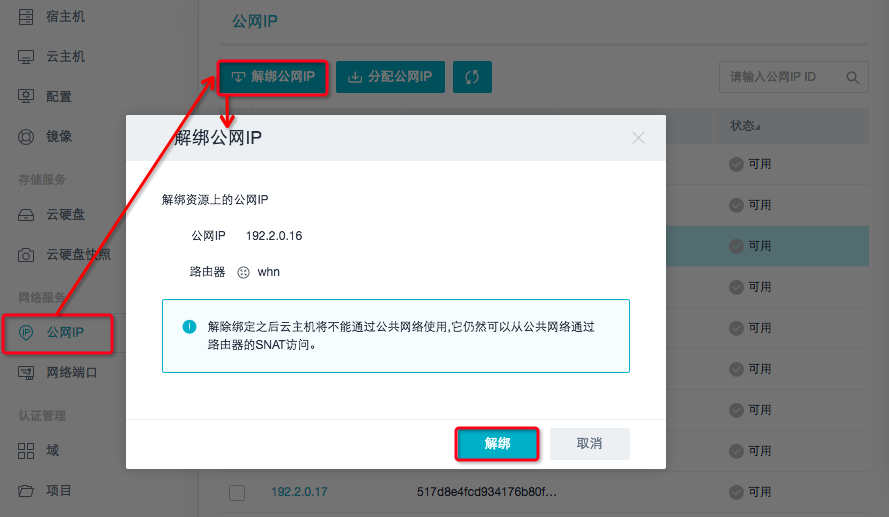 宿主机
云主机
配置
镜像
存储服务
云硬盘
云硬盘快照
网络服务
公网IP
网络端口
认证管理
域
项目
公网IP
解绑公网IP
分配公网IP
请输入公网IP ID
状态
可用
可用
可用
可用
可用
可用
可用
可用
192.2.0.17
517d8e4fcd934176b80f...
可用
解绑公网IP
解绑资源上的公网IP
公网IP 192.2.0.16
路由器 whn
解除绑定之后云主机将不能通过公共网络使用,它仍然可以从公共网络通过
路由器的SNAT访问。
解绑
取消